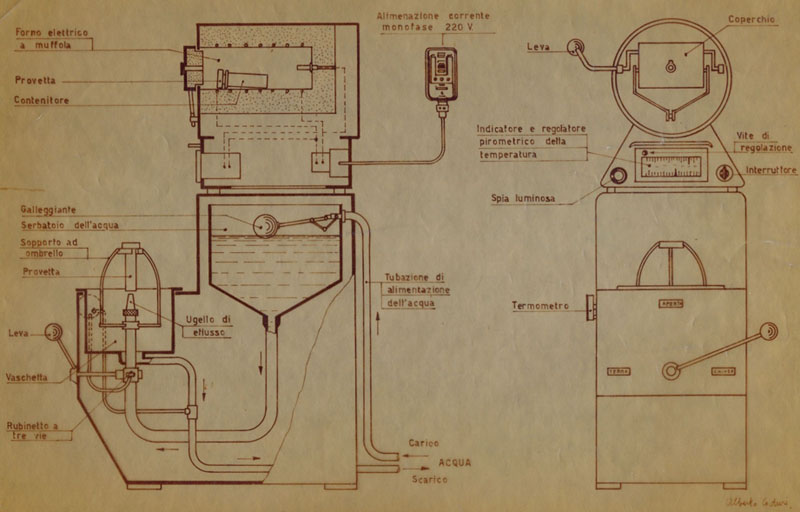 Forno elettrico
a muffola
Provetta
Contenitore
Alimenazione corrente
monofase 220 V.
Leva
Coperchio
Indicatore e regolatore
pirometrico della
temperatura
Vite di
regolazione
Interruttore
Spia luminosa
Galleggiante
Serbatoio dell'acqua
Sopporto ad
ombrello
Provetta
Ugello di
efflusso
Leva
Vaschetta
Rubinetto a
tre vie
Tubazione di
alimentazione
dell'acqua
Termometro
APERTO
Carico
ACQUA
Scarico